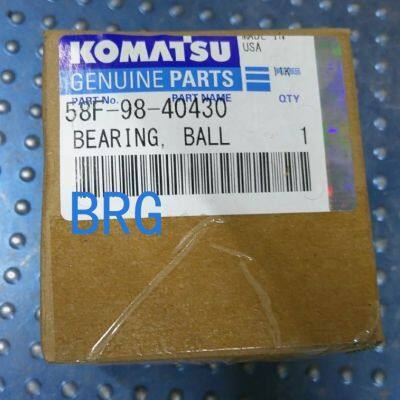 KOMATSU
MADE IN
USA
GENUINE PARTS
PART No. PART NAME QTY
58F-98-40430
BEARING, BALL 1
BRG